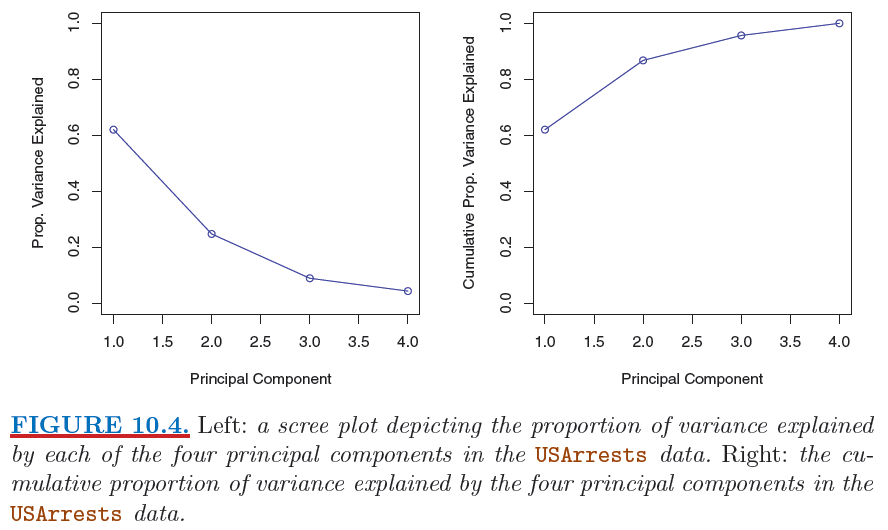 Prop. Variance Explained
1.0
0.8
0.6
0.4
0.2
0.0
1.0 1.5 2.0 2.5 3.0 3.5 4.0
Principal Component
Cumulative Prop. Variance Explained
1.0
0.8
0.6
0.4
0.2
0.0
1.0 1.5 2.0 2.5 3.0 3.5 4.0
Principal Component
FIGURE 10.4. Left: a scree plot depicting the proportion of variance explained
by each of the four principal components in the USArrests data. Right: the cu-
mulative proportion of variance explained by the four principal components in the
USArrests data.